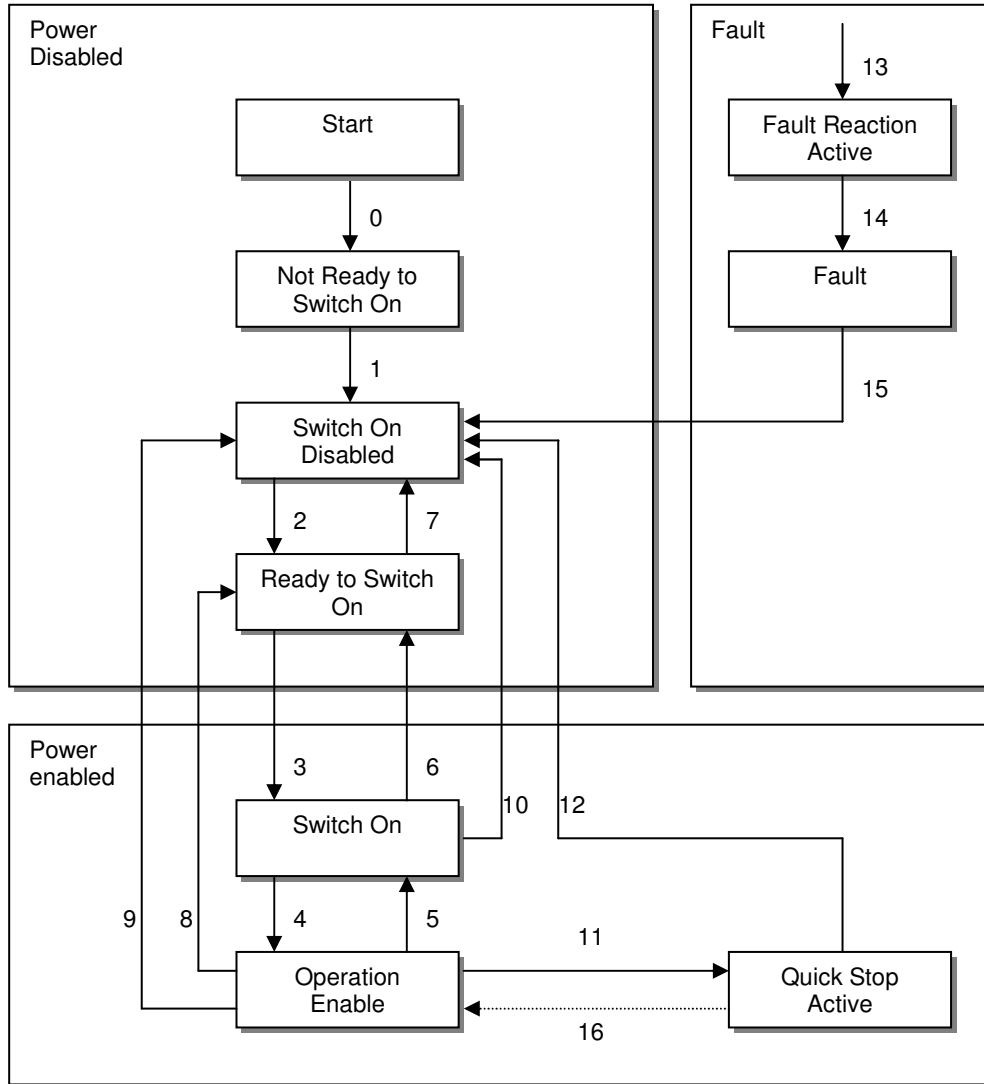 Power
Disabled
Fault
13
Start
Fault Reaction
Active
0
14
Not Ready to
Switch On
Fault
1
15
Switch On
Disabled
2
7
Ready to Switch
On
Power
enabled
3
6
10
12
Switch On
9
8
4
5
11
Operation
Enable
Quick Stop
Active
16